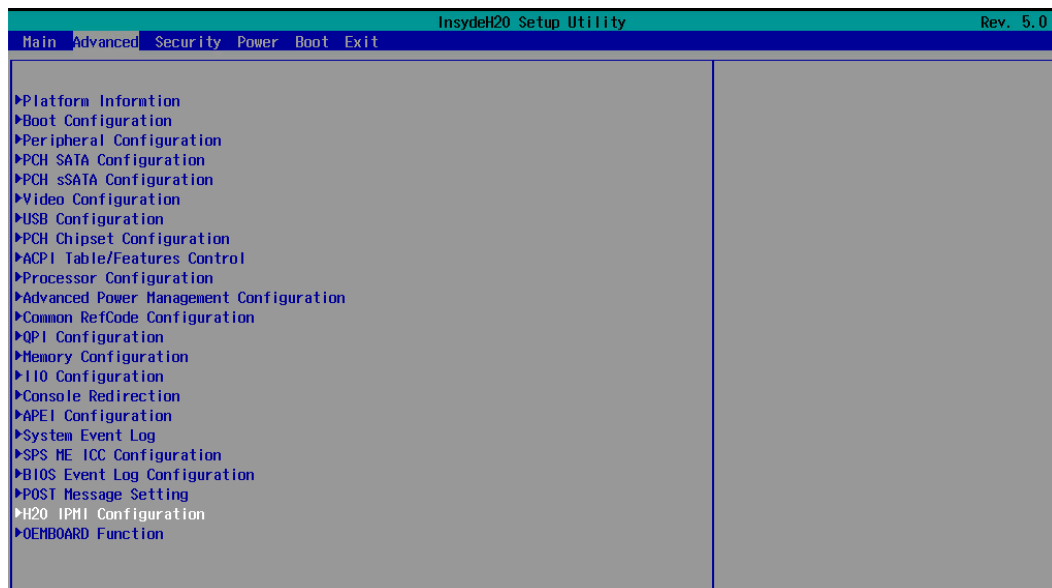 InsydeH20 Setup Utility Rev. 5.0
Main Advanced Security Power Boot Exit
Platform Informtion
Boot Configuration
Peripheral Configuration
PCH SATA Configuration
PCH sSATA Configuration
Video Configuration
USB Configuration
PCH Chipset Configuration
ACPI Table/Features Control
Processor Configuration
Advanced Power Management Configuration
Common RefCode Configuration
QPI Configuration
Memory Configuration
IIO Configuration
Console Redirection
APEI Configuration
System Event Log
SPS ME ICC Configuration
BIOS Event Log Configuration
POST Message Setting
H20 IPMI Configuration
OEMBOARD Function